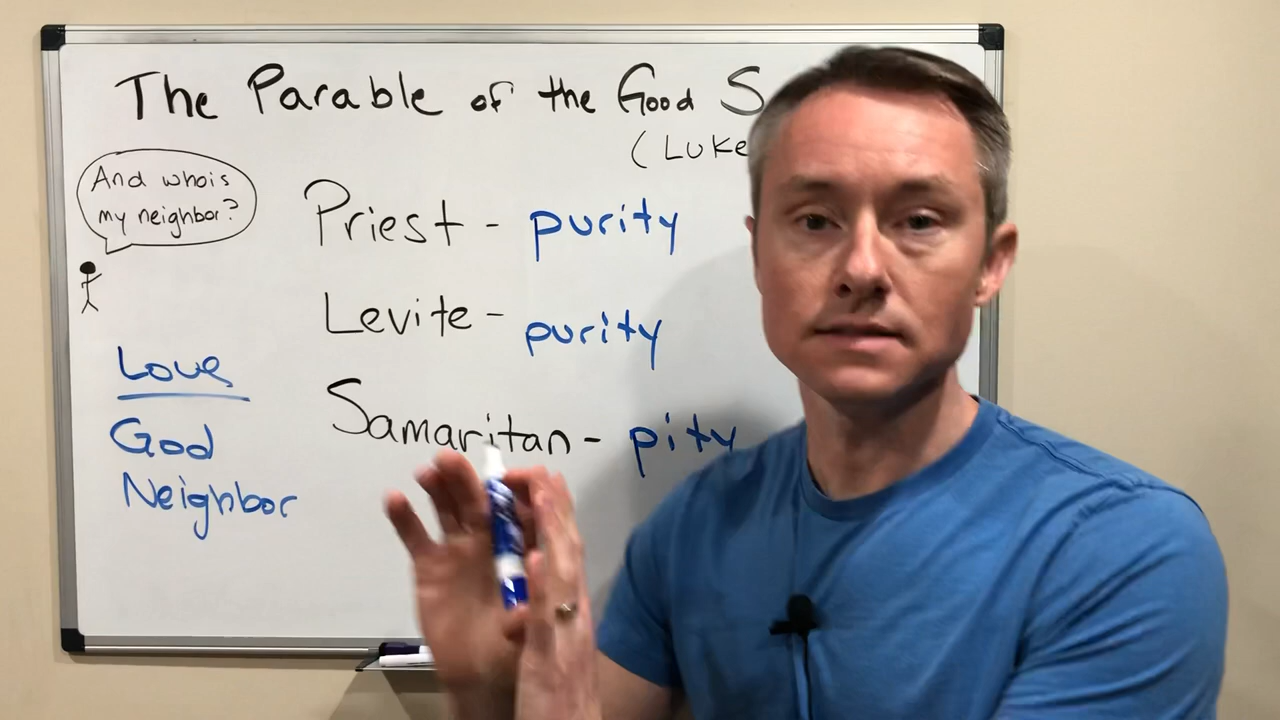 The Parable of the Good S
(Luke
And who is
my neighbor?
Priest - purity
Levite - purity
Samaritan - pity
Love
God
Neighbor